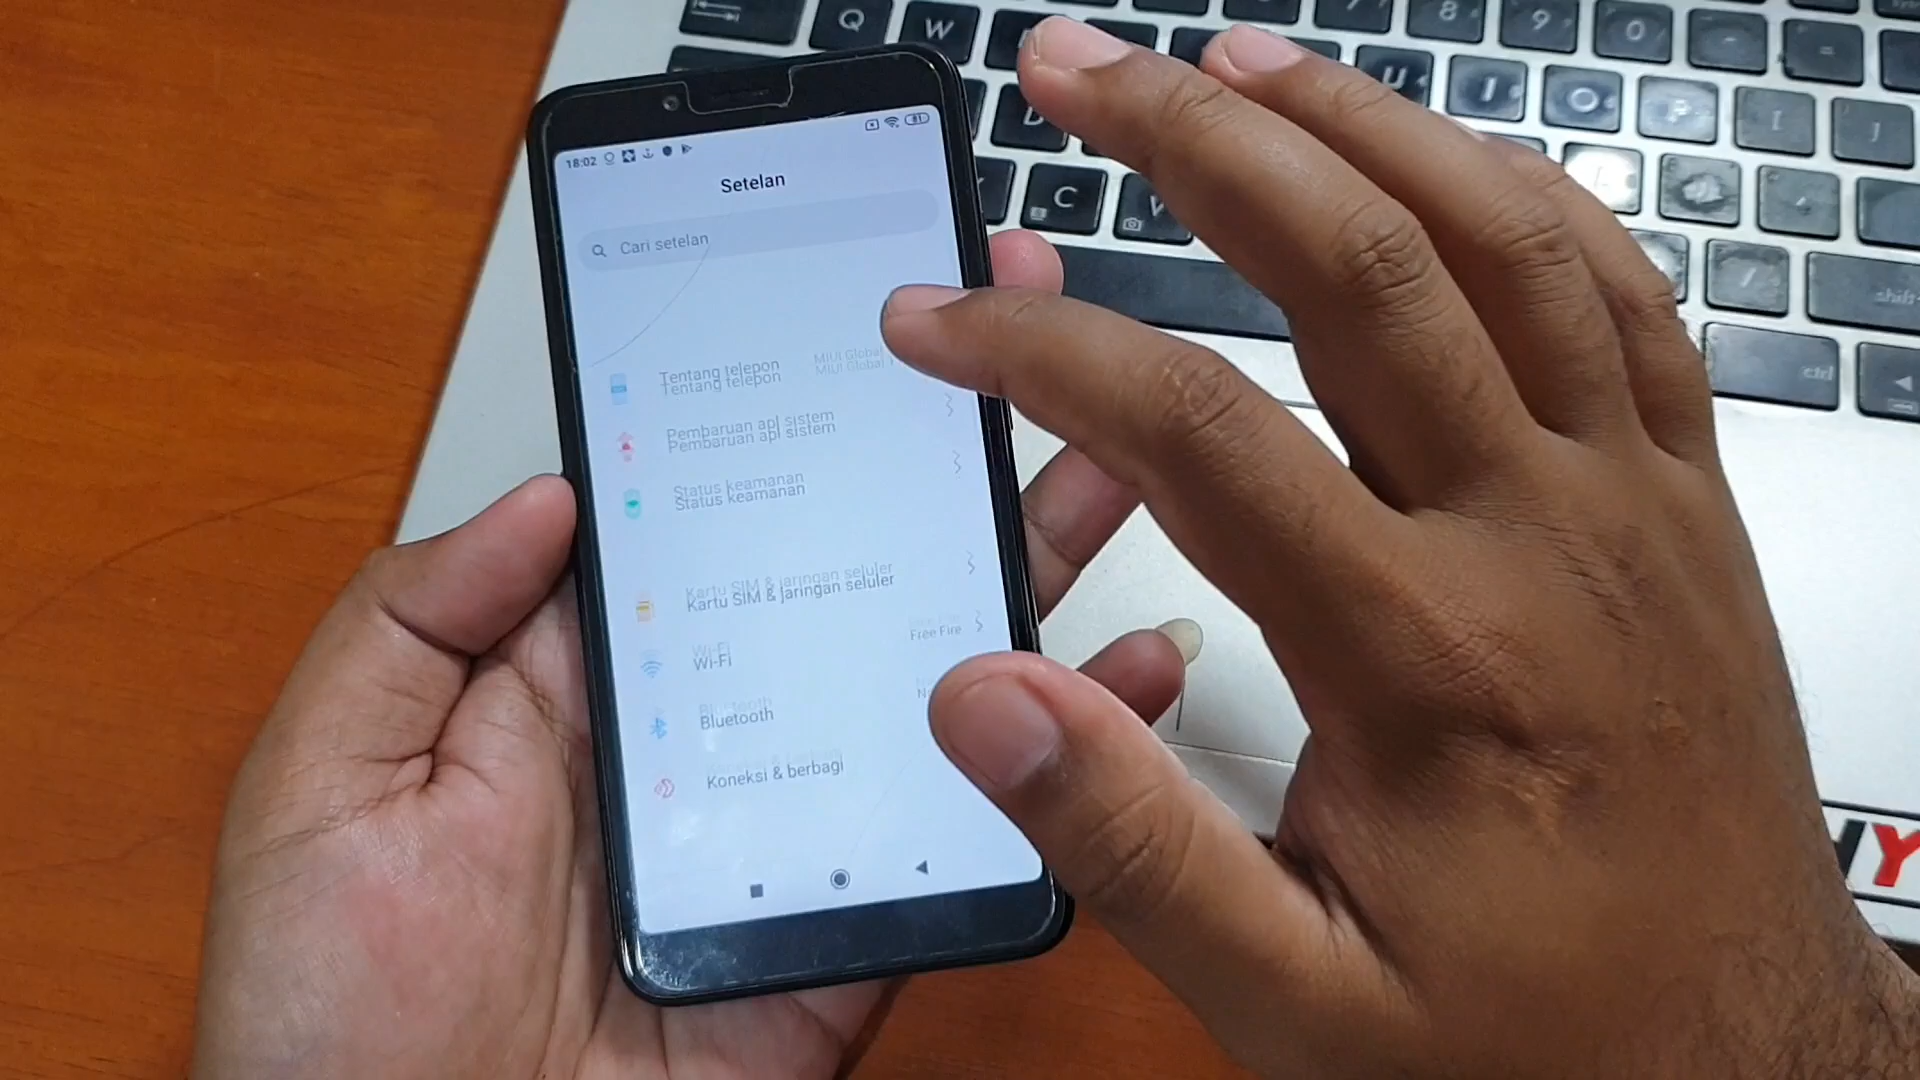 Q W
8 9 0 - =
U I O [ ]
D
C V
/
shift
ctrl
Y
18:02
81
Setelan
Cari setelan
Tentang telepon MIUI Global
Pembaruan apl sistem
Status keamanan
Kartu SIM & jaringan seluler
Wi-Fi Free Fire
Bluetooth
Koneksi & berbagi